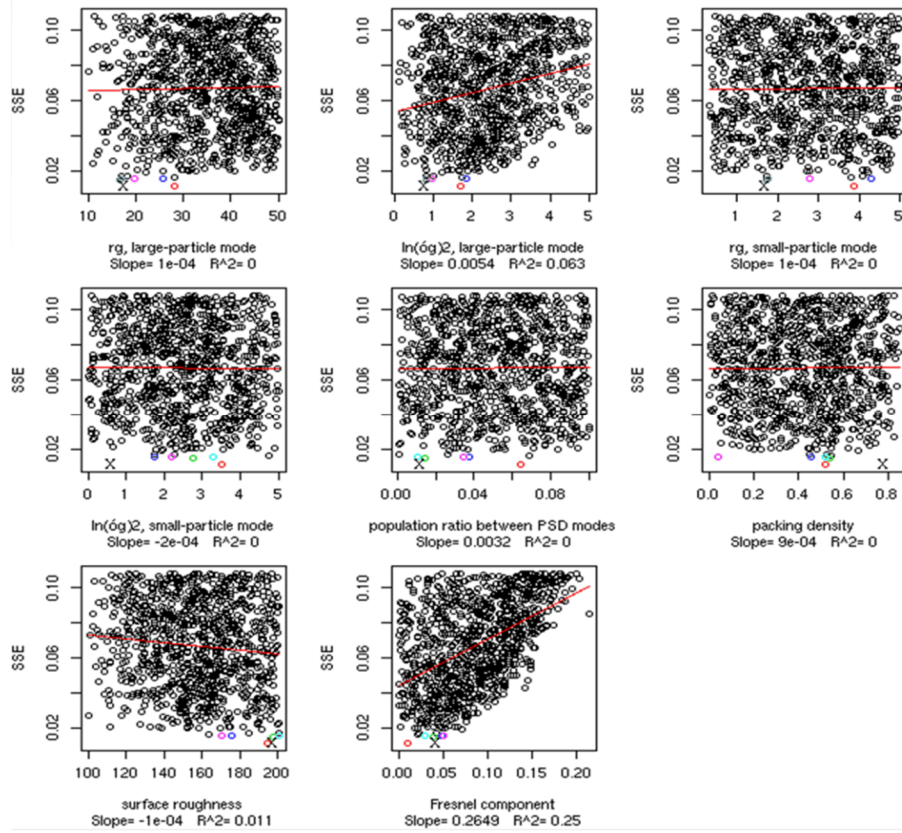 SSE
0.02 0.06 0.10
10 20 30 40 50
rg, large-particle mode
Slope= 1e-04 R^2= 0
SSE
0.02 0.06 0.10
0 1 2 3 4 5
ln(óg)2, large-particle mode
Slope= 0.0054 R^2= 0.063
SSE
0.02 0.06 0.10
1 2 3 4 5
rg, small-particle mode
Slope= 1e-04 R^2= 0
SSE
0.02 0.06 0.10
0 1 2 3 4 5
ln(óg)2, small-particle mode
Slope= -2e-04 R^2= 0
SSE
0.02 0.06 0.10
0.00 0.04 0.08
population ratio between PSD modes
Slope= 0.0032 R^2= 0
SSE
0.02 0.06 0.10
0.0 0.2 0.4 0.6 0.8
packing density
Slope= 9e-04 R^2= 0
SSE
0.02 0.06 0.10
100 120 140 160 180 200
surface roughness
Slope= -1e-04 R^2= 0.011
SSE
0.02 0.06 0.10
0.00 0.05 0.10 0.15 0.20
Fresnel component
Slope= 0.2649 R^2= 0.25